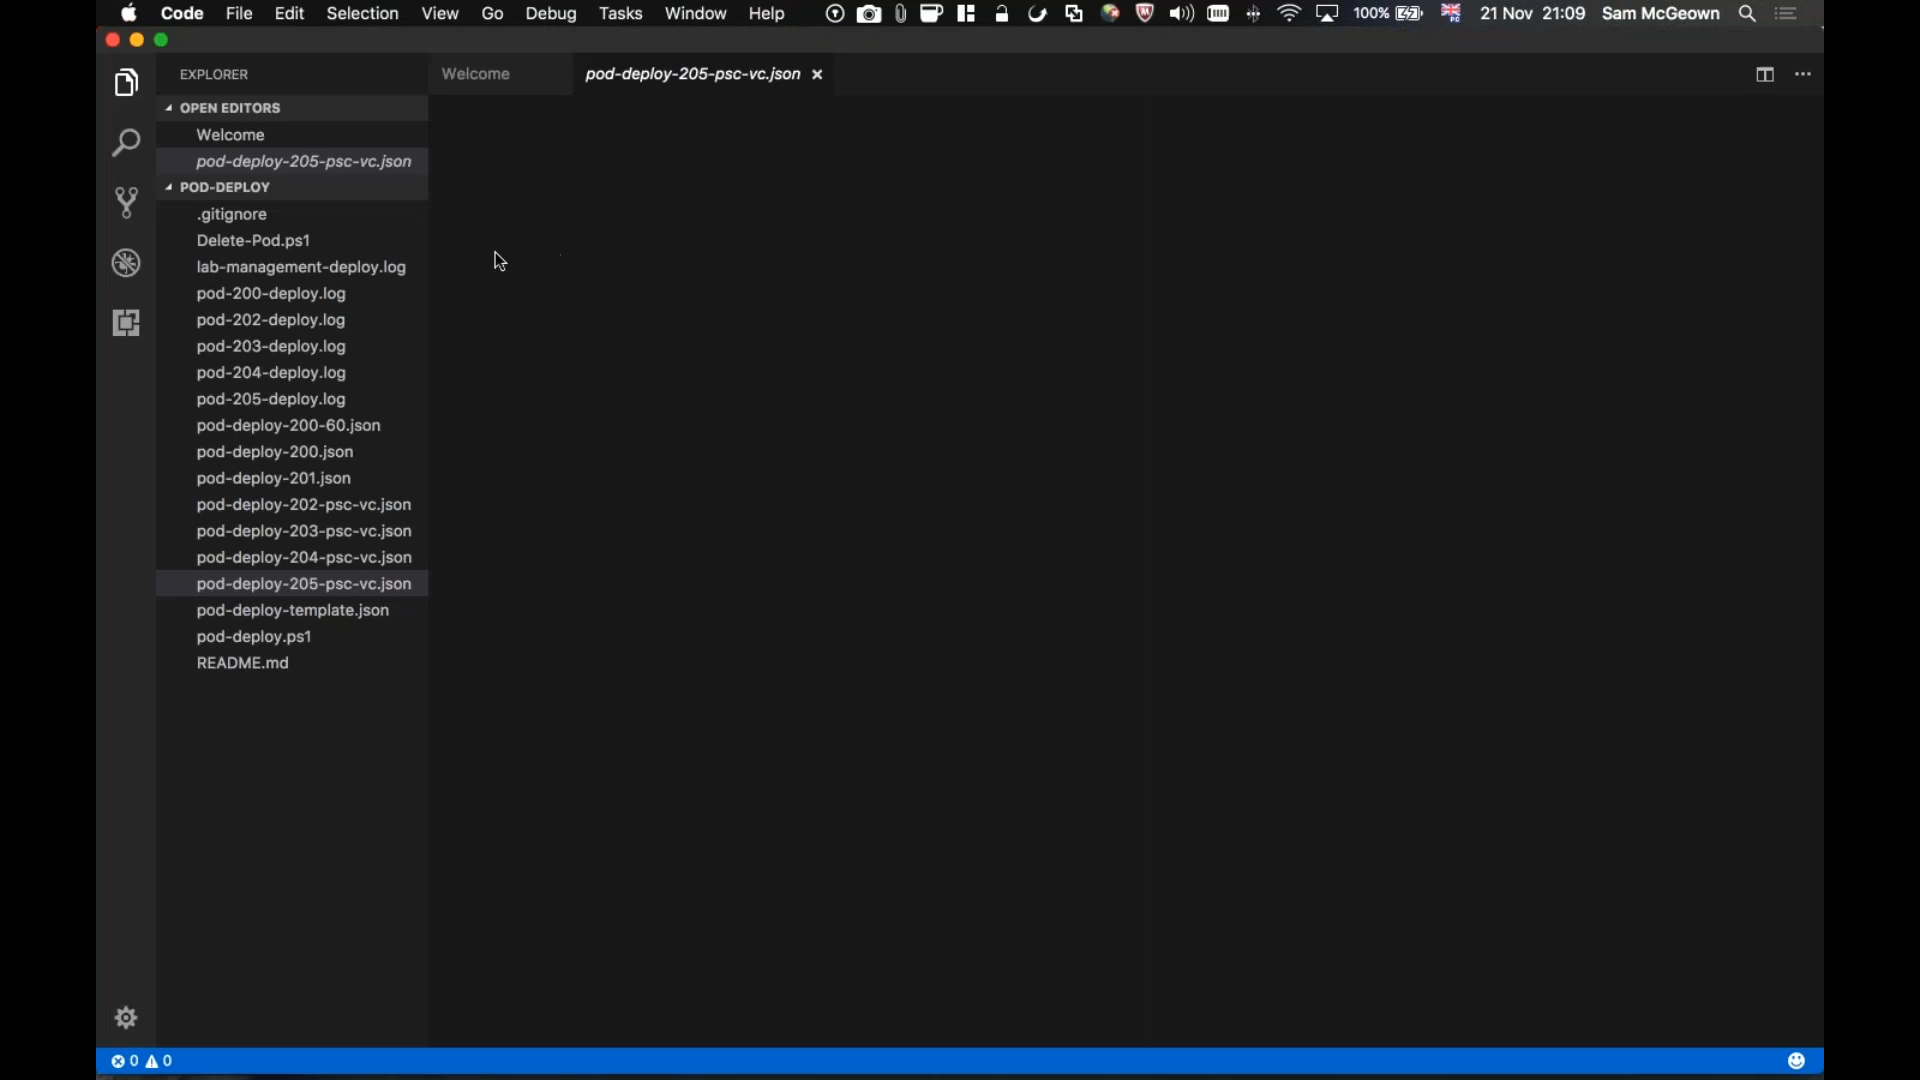 Code File Edit Selection View Go Debug Tasks Window Help 100% 21 Nov 21:09 Sam McGeown
EXPLORER
Welcome pod-deploy-205-psc-vc.json
OPEN EDITORS
Welcome
pod-deploy-205-psc-vc.json
POD-DEPLOY
.gitignore
Delete-Pod.ps1
lab-management-deploy.log
pod-200-deploy.log
pod-202-deploy.log
pod-203-deploy.log
pod-204-deploy.log
pod-205-deploy.log
pod-deploy-200-60.json
pod-deploy-200.json
pod-deploy-201.json
pod-deploy-202-psc-vc.json
pod-deploy-203-psc-vc.json
pod-deploy-204-psc-vc.json
pod-deploy-205-psc-vc.json
pod-deploy-template.json
pod-deploy.ps1
README.md
0 0